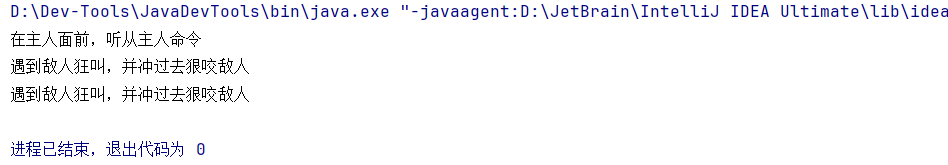 D:\Dev-Tools\JavaDevTools\bin\java.exe "-javaagent:D:\JetBrain\IntelliJ IDEA Ultimate\lib\idea
在主人面前，听从主人命令
遇到敌人狂叫，并冲过去狠咬敌人
遇到敌人狂叫，并冲过去狠咬敌人
进程已结束，退出代码为 0